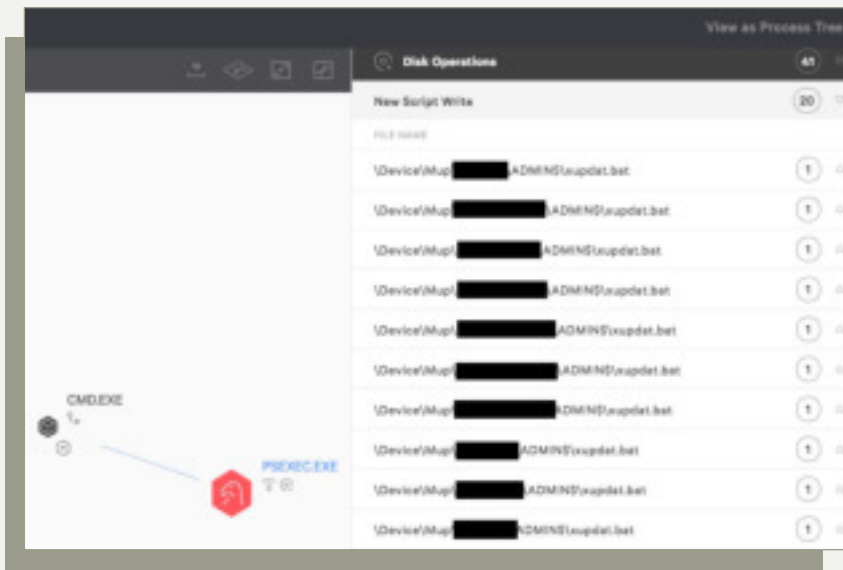 View as Process Tree
Disk Operations 41
New Script Write 20
FILE NAME
\Device\Mup\ \ADMIN$\xupdat.bat 1
\Device\Mup\ \ADMIN$\xupdat.bat 1
\Device\Mup\ \ADMIN$\xupdat.bat 1
\Device\Mup\ \ADMIN$\xupdat.bat 1
\Device\Mup\ \ADMIN$\xupdat.bat 1
\Device\Mup\ \ADMIN$\xupdat.bat 1
\Device\Mup\ \ADMIN$\xupdat.bat 1
\Device\Mup\ \ADMIN$\xupdat.bat 1
\Device\Mup\ \ADMIN$\xupdat.bat 1
\Device\Mup\ \ADMIN$\xupdat.bat 1
CMD.EXE
PSEXEC.EXE